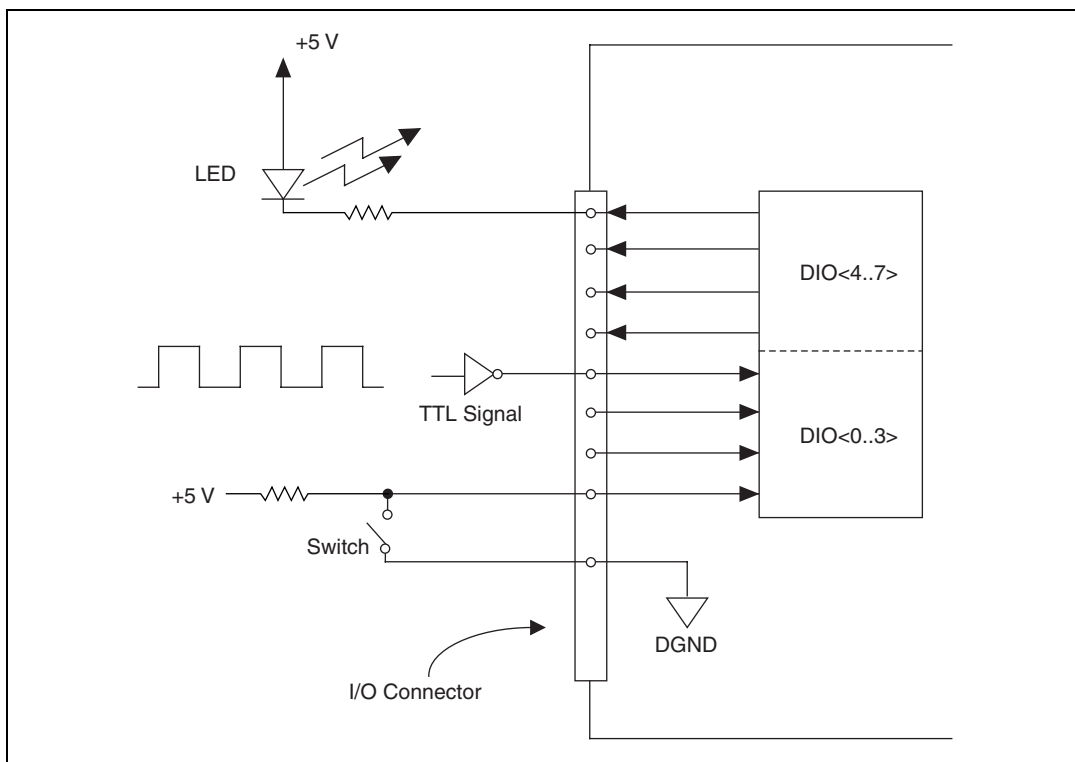 +5 V
LED
DIO<4..7>
TTL Signal
DIO<0..3>
+5 V
Switch
DGND
I/O Connector